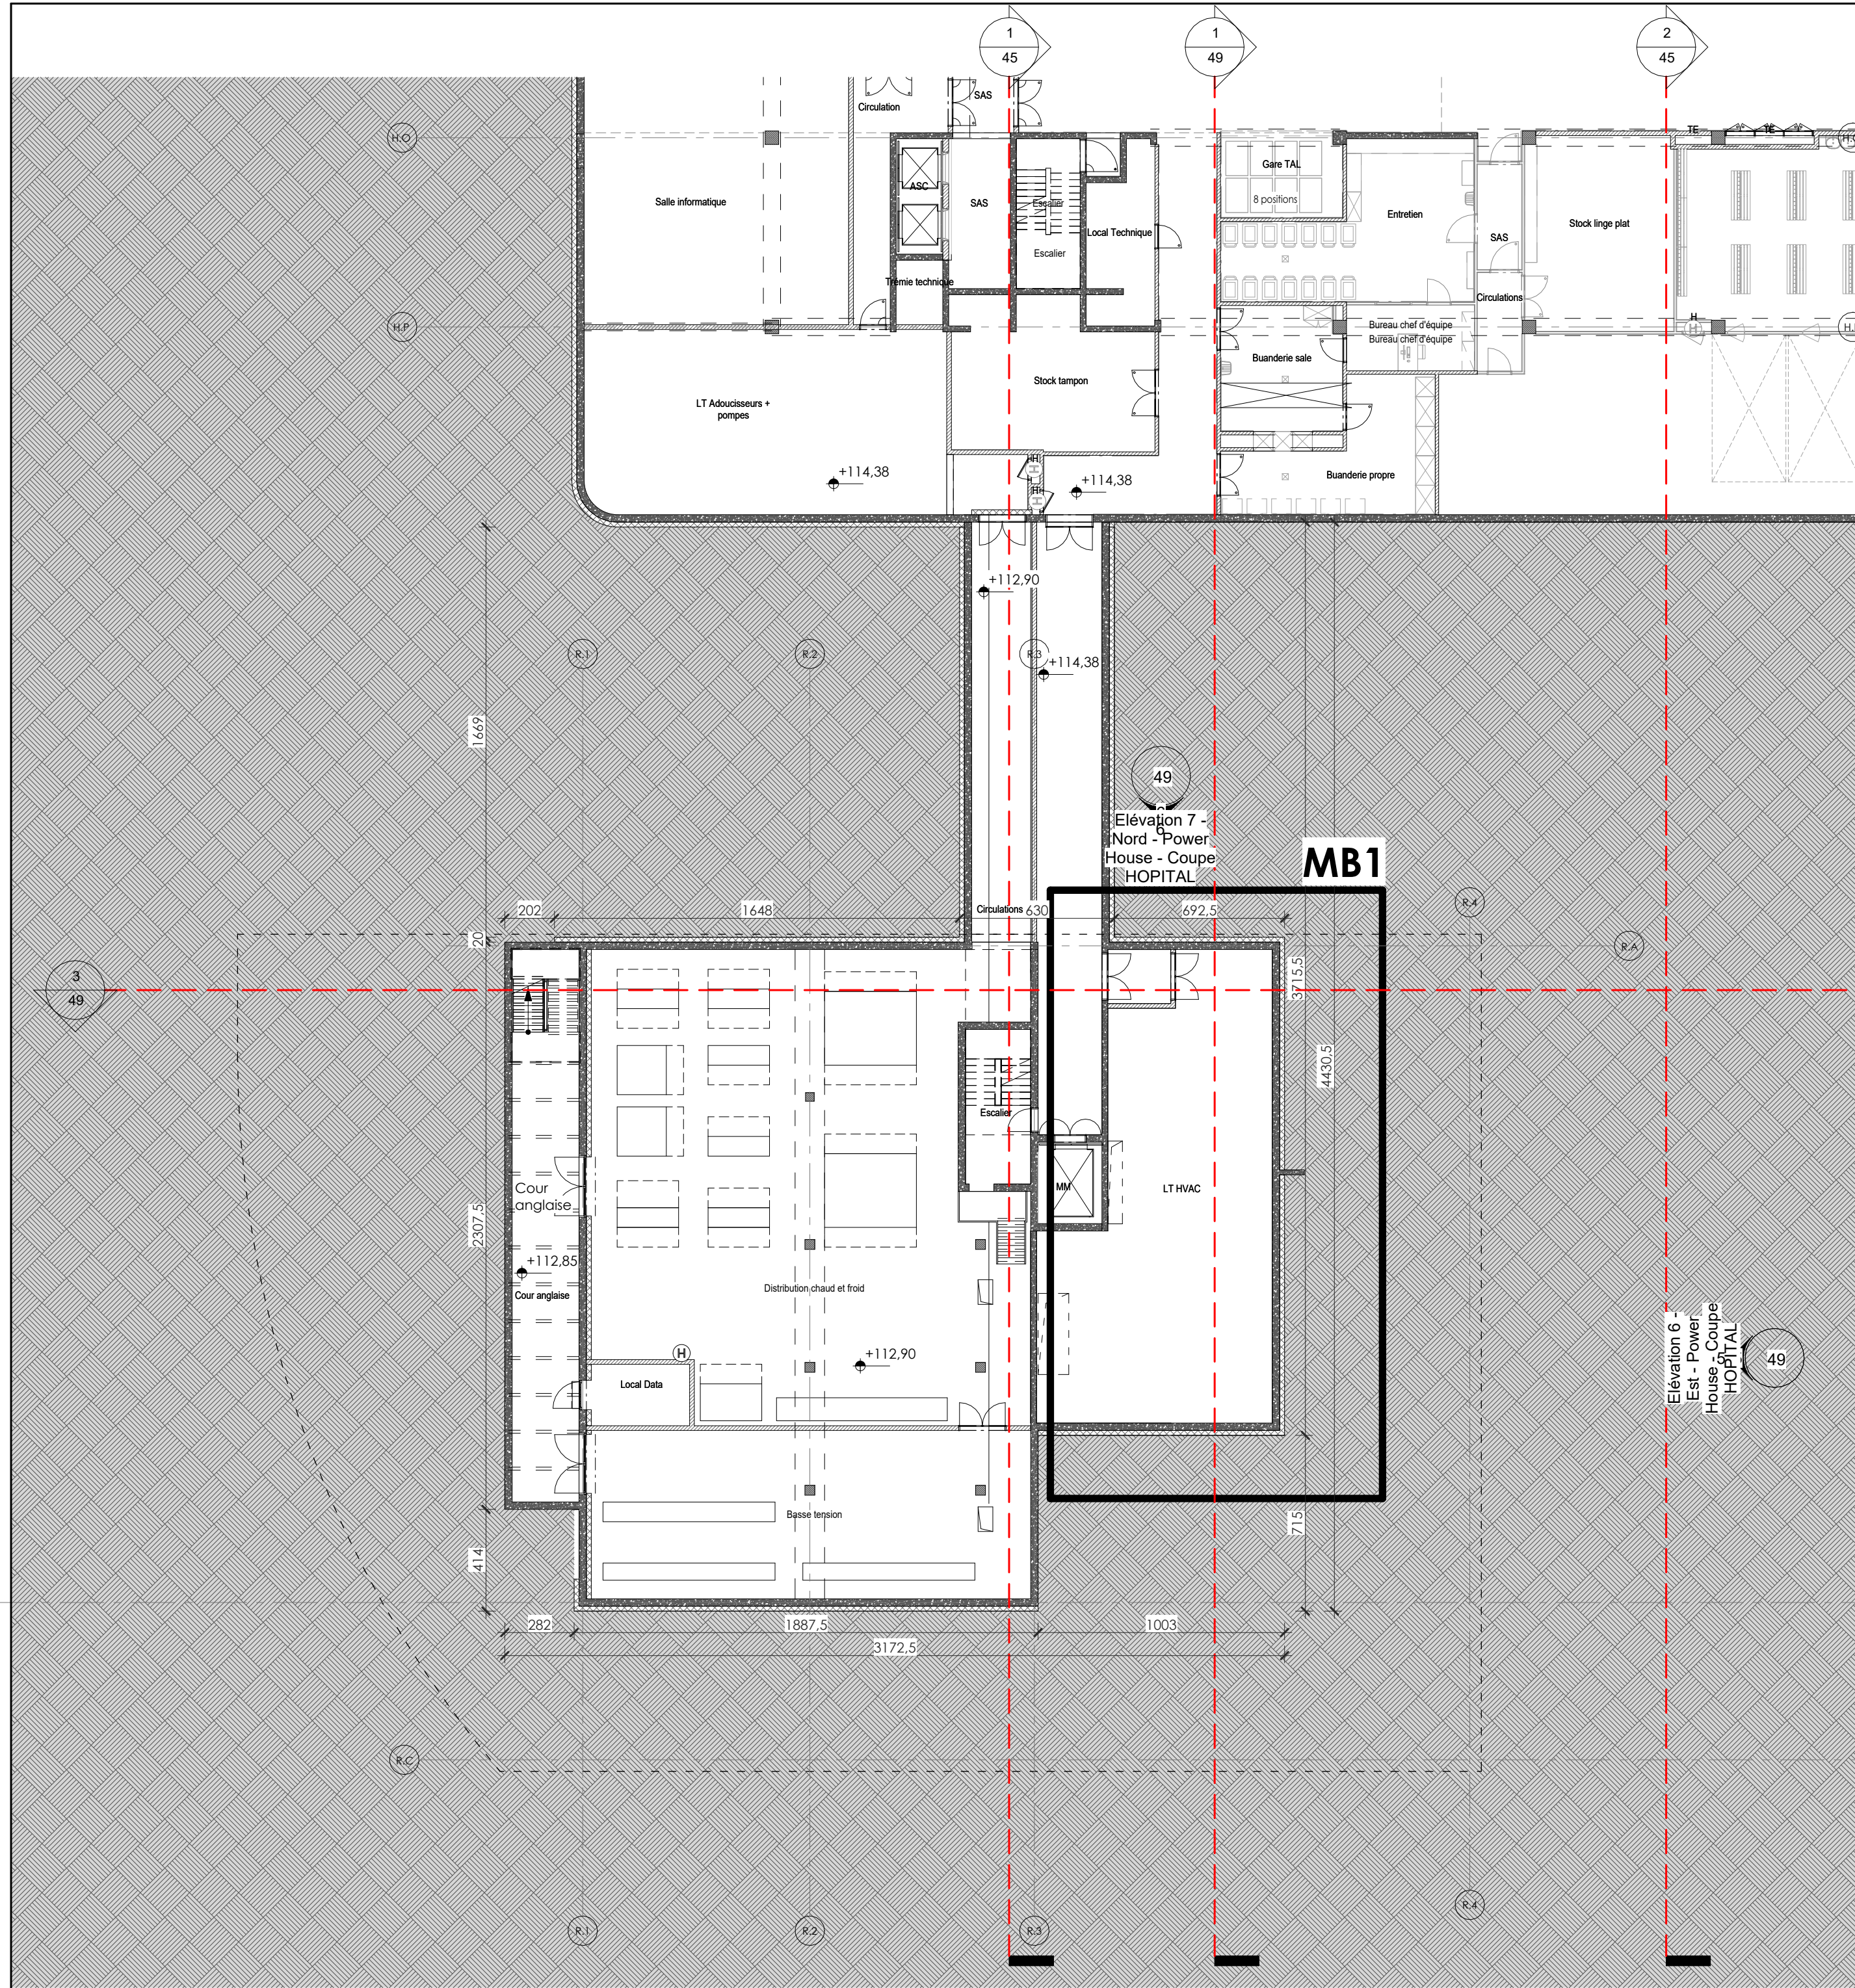 1
45
1
49
2
45
SAS
Circulation
H.O
TE
TE
Gare TAL
ASC
8 positions
Salle informatique
SAS
Escalier
Entretien
Stock linge plat
Local Technique
SAS
Escalier
Trémie technique
Circulations
H.P
H
H
Bureau chef d'équipe
Bureau chef d'équipe
Buanderie sale
Stock tampon
LT Adoucisseurs +
pompes
H
H
+114,38
Buanderie propre
+114,38
H
H
+112,90
R.1
R.2
R.3
+114,38
1669
49
6
Elévation 7 -
Nord - Power
House - Coupe
HOPITAL
MB1
202
1648
Circulations
630
692,5
R.4
20
R.A
3
49
3715,5
4430,5
Escalier
Cour
anglaise
MM
LT HVAC
2307,5
+112,85
Distribution chaud et froid
Cour anglaise
H
+112,90
Local Data
Elévation 6 -
Est - Power
House - Coupe
HOPITAL
5
49
Basse tension
715
414
282
1887,5
1003
3172,5
R.C
R.4
R.1
R.2
R.3